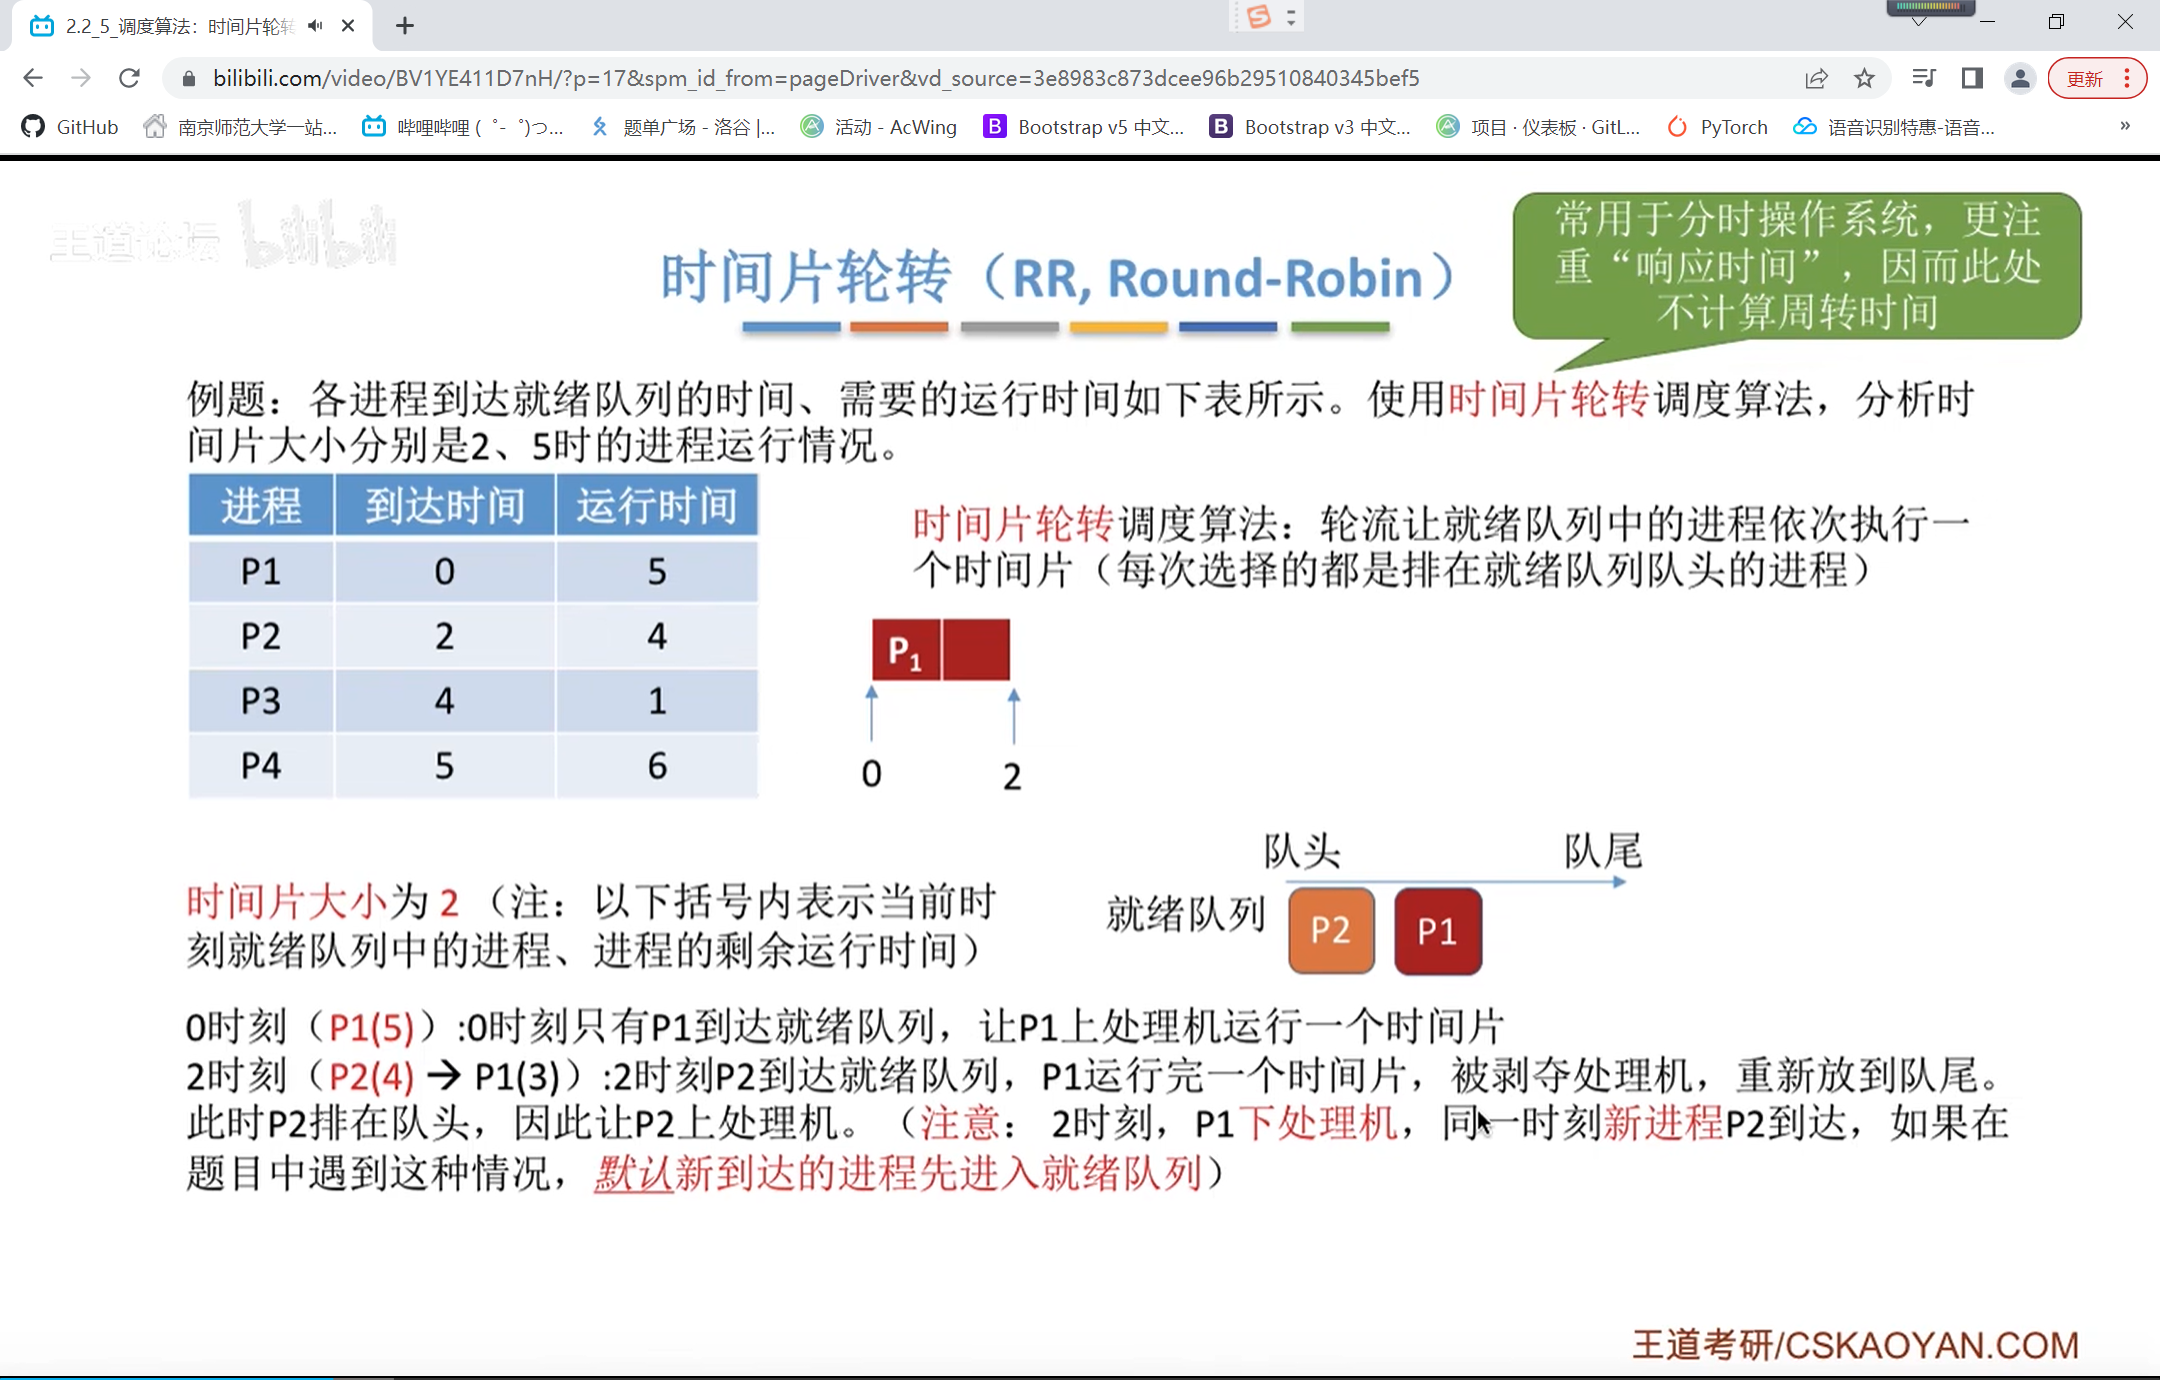 2.2_5_调度算法：时间片轮转
bilibili.com/video/BV1YE411D7nH/?p=17&spm_id_from=pageDriver&vd_source=3e8983c873dcee96b29510840345bef5
更新
GitHub
南京师范大学一站...
哔哩哔哩 (゜-゜)つ...
题单广场 - 洛谷 |...
活动 - AcWing
Bootstrap v5 中文...
Bootstrap v3 中文...
项目 · 仪表板 · GitL...
PyTorch
语音识别特惠-语音...
»
王道论坛 bilibili
常用于分时操作系统，更注
重“响应时间”，因而此处
不计算周转时间
时间片轮转（RR, Round-Robin）
例题：各进程到达就绪队列的时间、需要的运行时间如下表所示。使用时间片轮转调度算法，分析时
间片大小分别是2、5时的进程运行情况。
进程 到达时间 运行时间
P1 0 5
P2 2 4
P3 4 1
P4 5 6
时间片轮转调度算法：轮流让就绪队列中的进程依次执行一
个时间片（每次选择的都是排在就绪队列队头的进程）
P1
0 2
队头 队尾
就绪队列 P2 P1
时间片大小为 2（注：以下括号内表示当前时
刻就绪队列中的进程、进程的剩余运行时间）
0时刻（P1(5)）:0时刻只有P1到达就绪队列，让P1上处理机运行一个时间片
2时刻（P2(4) → P1(3)）:2时刻P2到达就绪队列，P1运行完一个时间片，被剥夺处理机，重新放到队尾。
此时P2排在队头，因此让P2上处理机。（注意： 2时刻，P1下处理机，同一时刻新进程P2到达，如果在
题目中遇到这种情况，默认新到达的进程先进入就绪队列）
王道考研/CSKAOYAN.COM